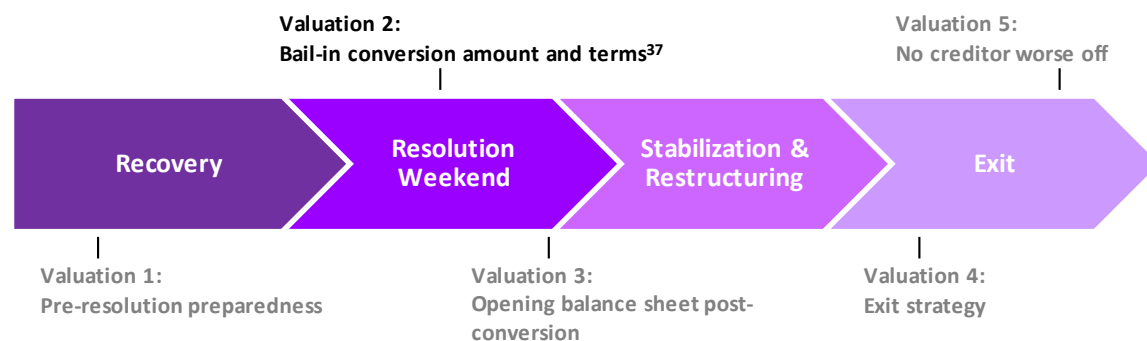 Valuation 2:
Bail-in conversion amount and terms37
Valuation 5:
No creditor worse off
Recovery
Resolution
Weekend
Stabilization &
Restructuring
Exit
Valuation 1:
Pre-resolution preparedness
Valuation 3:
Opening balance sheet post-
conversion
Valuation 4:
Exit strategy